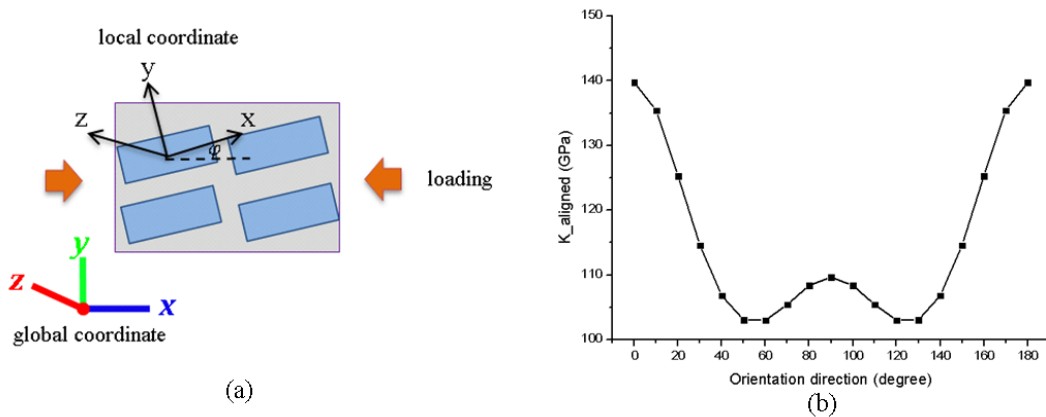 local coordinate
y
z
x
φ
loading
y
z
x
global coordinate
(a)
150
140
130
120
110
100
K_aligned (GPa)
0 20 40 60 80 100 120 140 160 180
Orientation direction (degree)
(b)